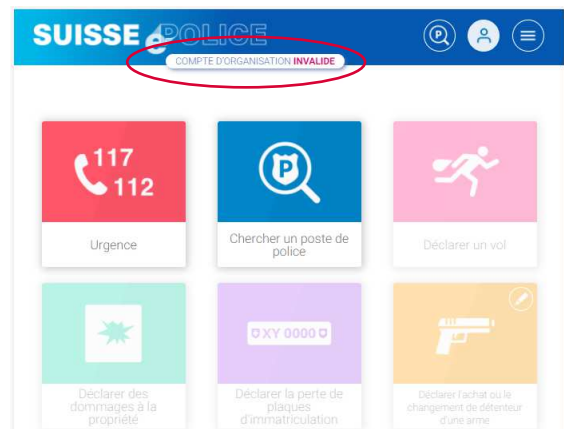 SUISSE ePOLICE
COMPTE D'ORGANISATION INVALIDE
P
117
112
P
Urgence
Chercher un poste de
police
Déclarer un vol
XY 0000
Déclarer des
dommages à la
propriété
Déclarer la perte de
plaques
d'immatriculation
Déclarer l'achat ou le
changement de détenteur
d'une arme